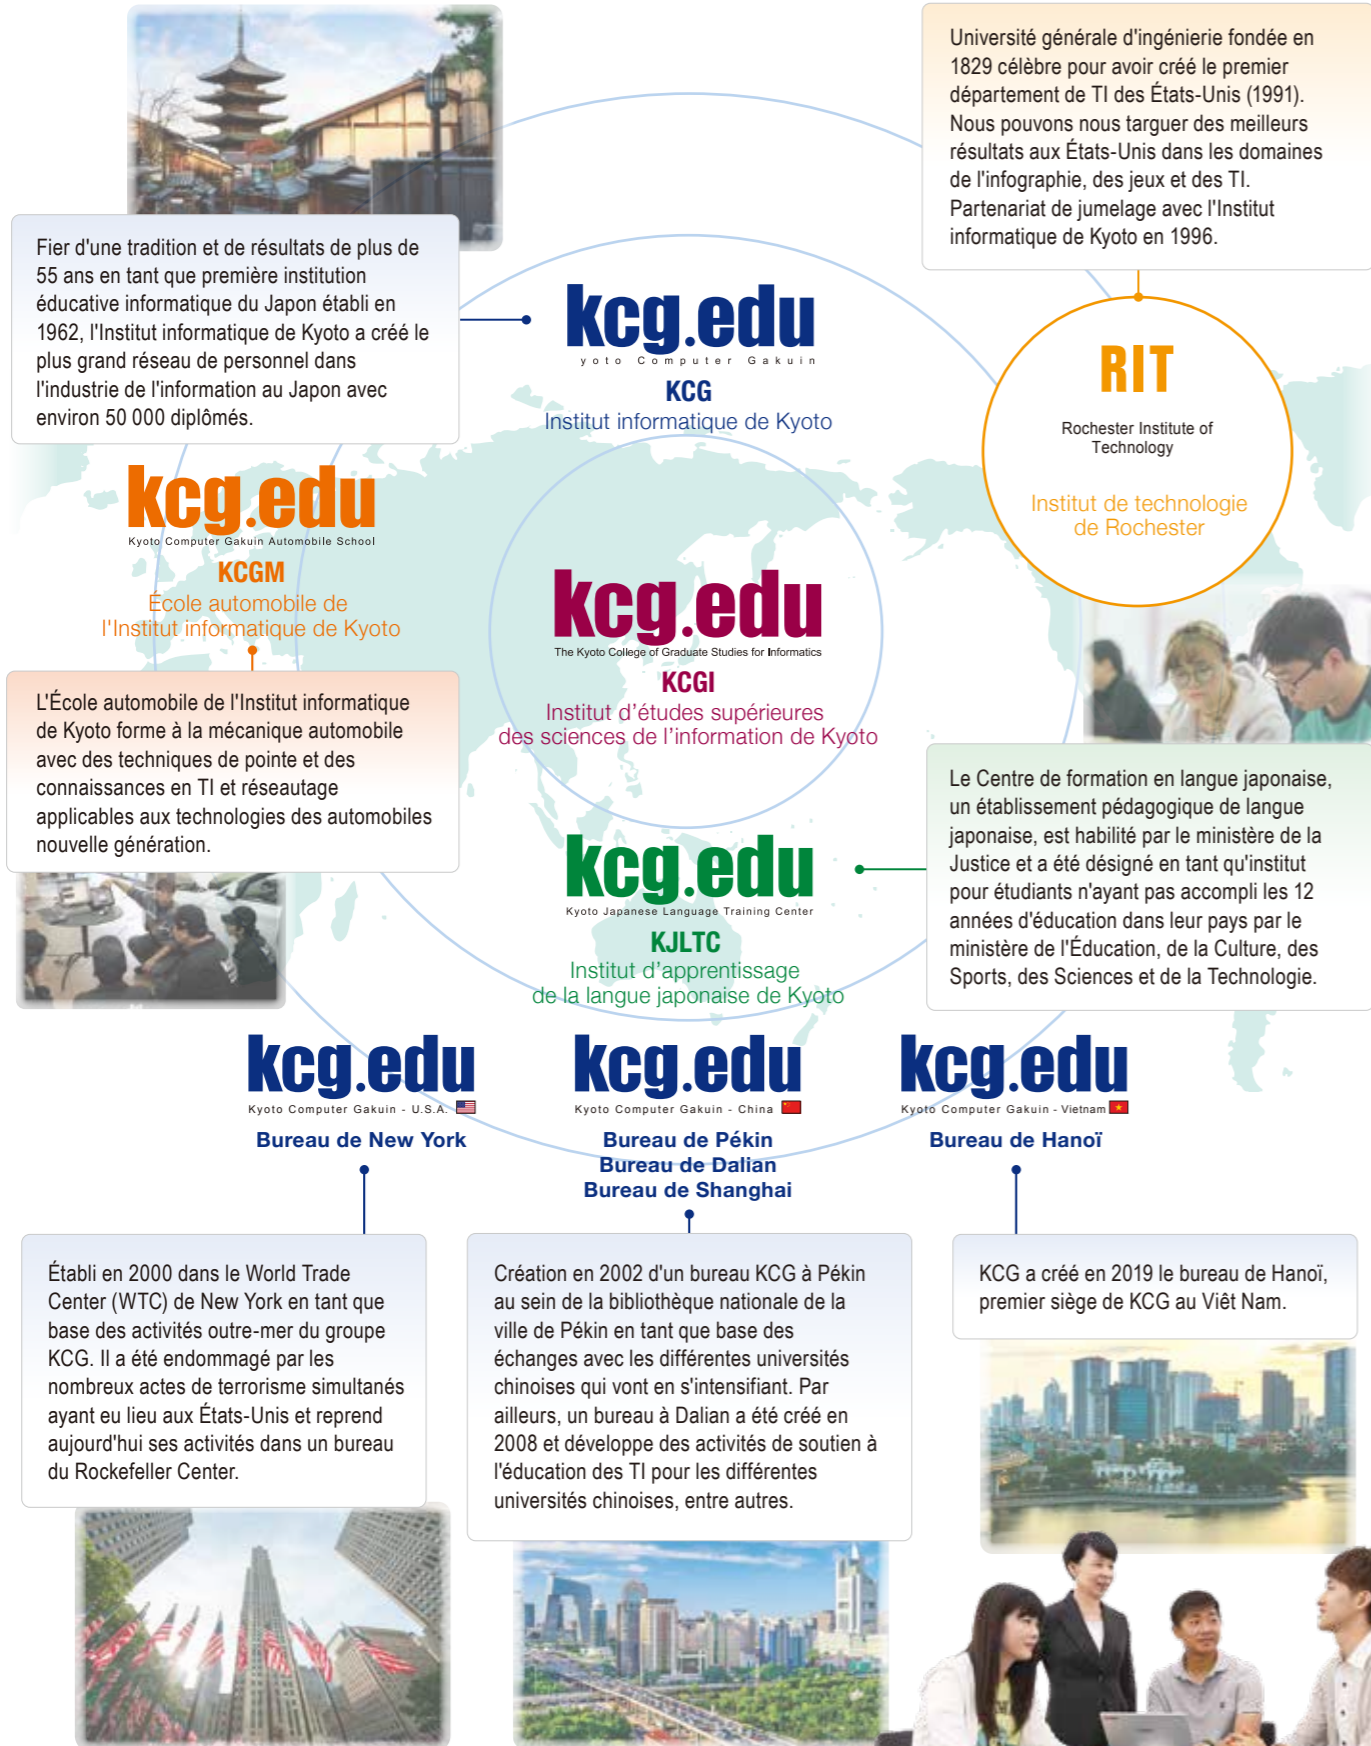 Université générale d'ingénierie fondée en
1829 célèbre pour avoir créé le premier
département de TI des États-Unis (1991).
Nous pouvons nous targuer des meilleurs
résultats aux États-Unis dans les domaines
de l'infographie, des jeux et des TI.
Partenariat de jumelage avec l'Institut
informatique de Kyoto en 1996.
Fier d'une tradition et de résultats de plus de
55 ans en tant que première institution
éducative informatique du Japon établi en
1962, l'Institut informatique de Kyoto a créé le
plus grand réseau de personnel dans
l'industrie de l'information au Japon avec
environ 50 000 diplômés.
kcg.edu
yoto Computer Gakuin
KCG
Institut informatique de Kyoto
RIT
Rochester Institute of
Technology
Institut de technologie
de Rochester
kcg.edu
Kyoto Computer Gakuin Automobile School
KCGM
École automobile de
l'Institut informatique de Kyoto
kcg.edu
The Kyoto College of Graduate Studies for Informatics
KCGI
Institut d'études supérieures
des sciences de l'information de Kyoto
L'École automobile de l'Institut informatique
de Kyoto forme à la mécanique automobile
avec des techniques de pointe et des
connaissances en TI et réseautage
applicables aux technologies des automobiles
nouvelle génération.
Le Centre de formation en langue japonaise,
un établissement pédagogique de langue
japonaise, est habilité par le ministère de la
Justice et a été désigné en tant qu'institut
pour étudiants n'ayant pas accompli les 12
années d'éducation dans leur pays par le
ministère de l'Éducation, de la Culture, des
Sports, des Sciences et de la Technologie.
kcg.edu
Kyoto Japanese Language Training Center
KJLTC
Institut d'apprentissage
de la langue japonaise de Kyoto
kcg.edu
Kyoto Computer Gakuin - U.S.A.
Bureau de New York
kcg.edu
Kyoto Computer Gakuin - China
Bureau de Pékin
Bureau de Dalian
Bureau de Shanghai
kcg.edu
Kyoto Computer Gakuin - Vietnam
Bureau de Hanoï
Établi en 2000 dans le World Trade
Center (WTC) de New York en tant que
base des activités outre-mer du groupe
KCG. Il a été endommagé par les
nombreux actes de terrorisme simultanés
ayant eu lieu aux États-Unis et reprend
aujourd'hui ses activités dans un bureau
du Rockefeller Center.
Création en 2002 d'un bureau KCG à Pékin
au sein de la bibliothèque nationale de la
ville de Pékin en tant que base des
échanges avec les différentes universités
chinoises qui vont en s'intensifiant. Par
ailleurs, un bureau à Dalian a été créé en
2008 et développe des activités de soutien à
l'éducation des TI pour les différentes
universités chinoises, entre autres.
KCG a créé en 2019 le bureau de Hanoï,
premier siège de KCG au Viêt Nam.